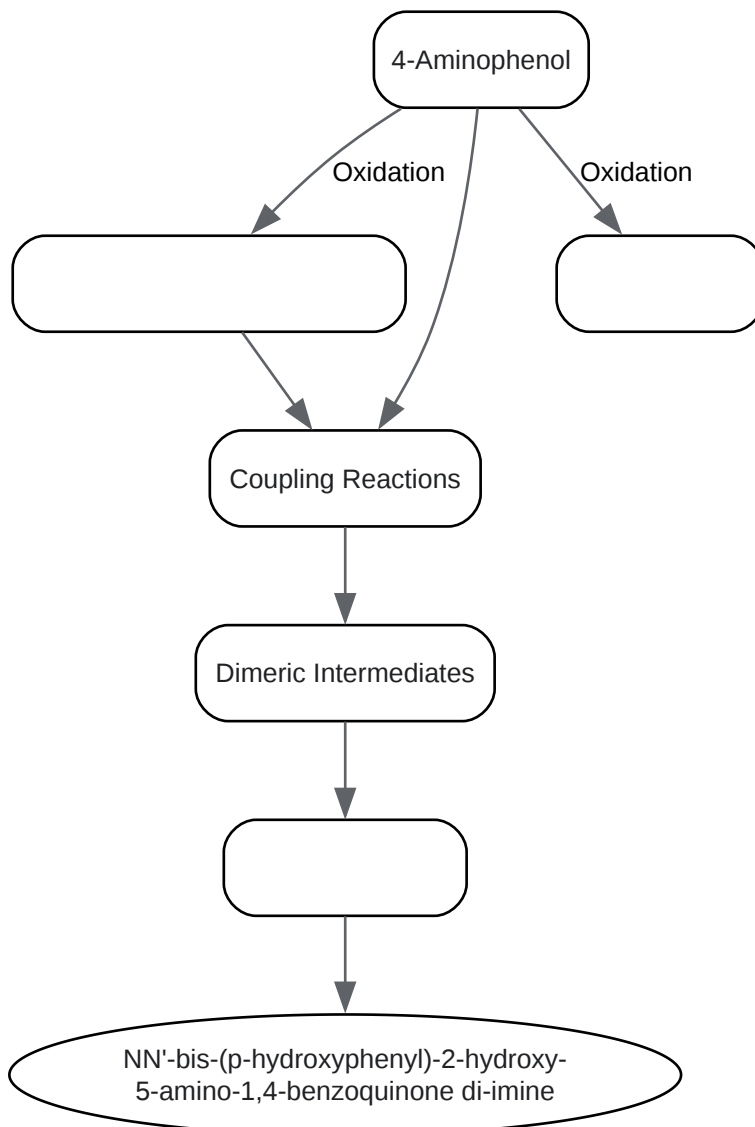 4-Aminophenol
Oxidation
Oxidation
Coupling Reactions
Dimeric Intermediates
NN'-bis-(p-hydroxyphenyl)-2-hydroxy-
5-amino-1,4-benzoquinone di-imine